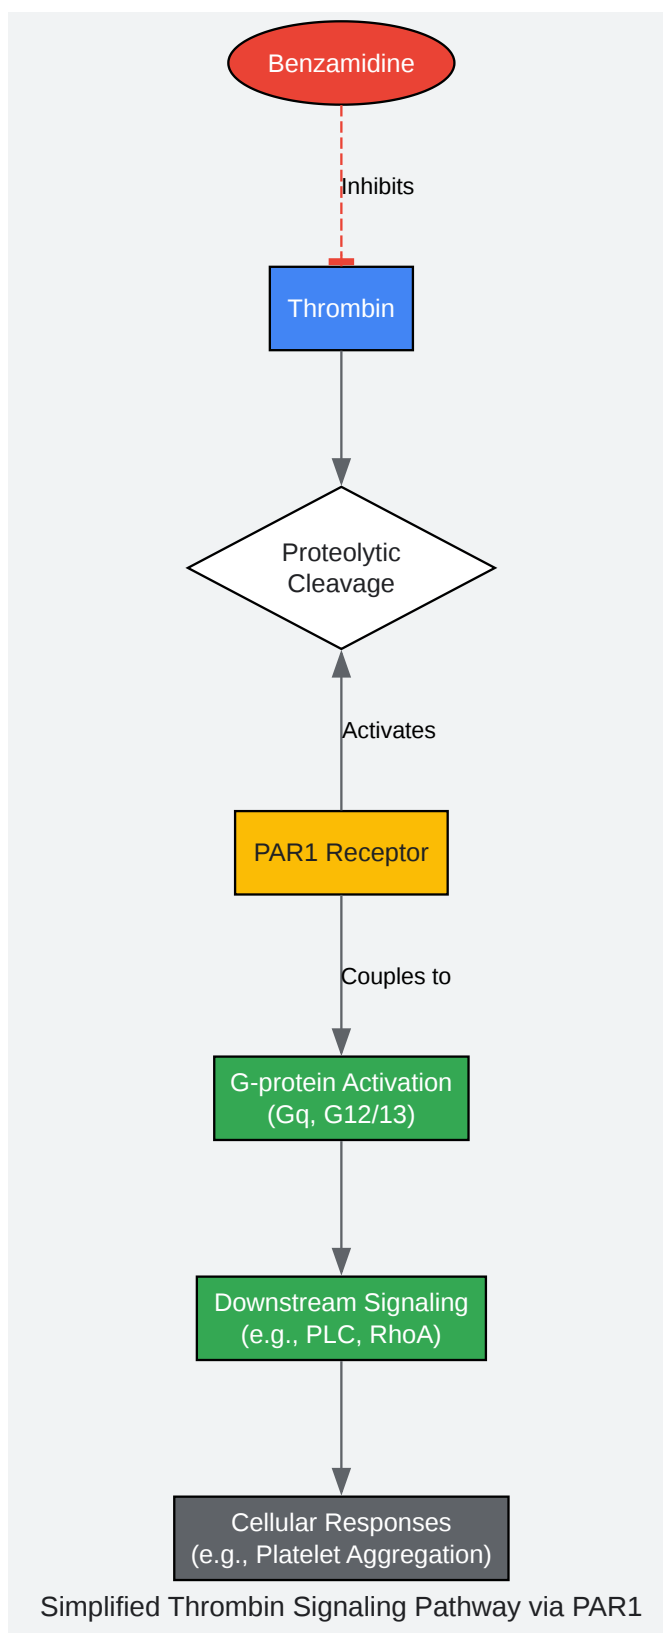 Benzamidine
Inhibits
Thrombin
Proteolytic
Cleavage
Activates
PAR1 Receptor
Couples to
G-protein Activation
(Gq, G12/13)
Downstream Signaling
(e.g., PLC, RhoA)
Cellular Responses
(e.g., Platelet Aggregation)
Simplified Thrombin Signaling Pathway via PAR1